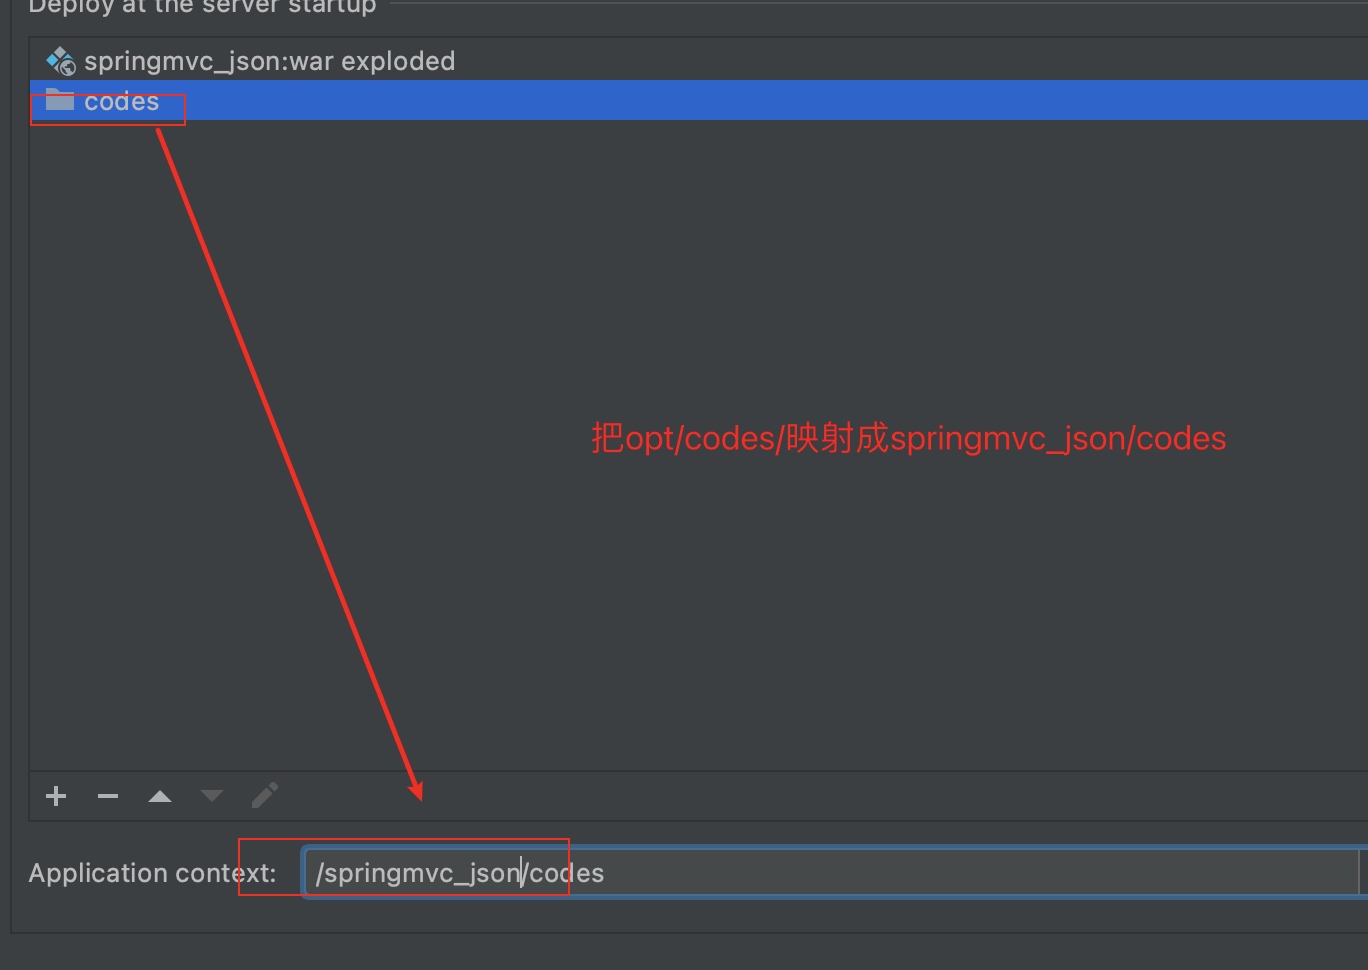 Deploy at the server startup
springmvc_json:war exploded
codes
把opt/codes/映射成springmvc_json/codes
Application context: /springmvc_json/codes